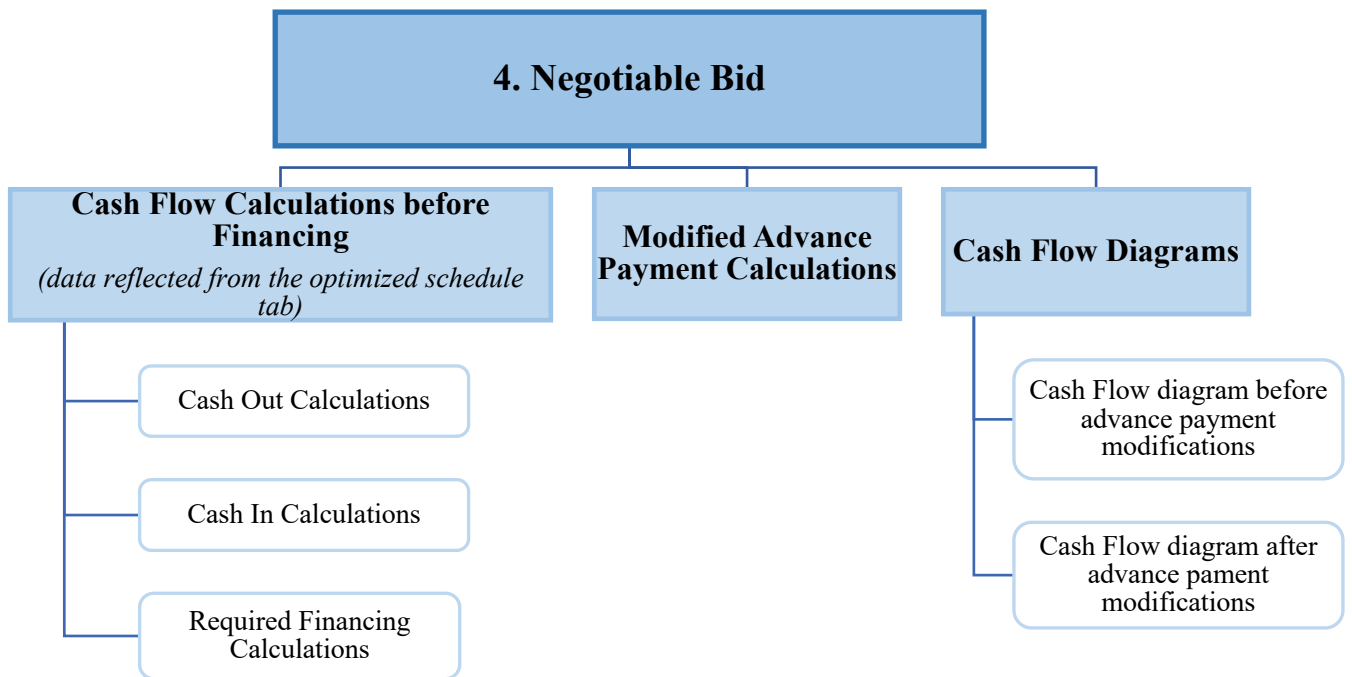 4. Negotiable Bid
Cash Flow Calculations before
Financing
(data reflected from the optimized schedule
tab)
Cash Out Calculations
Cash In Calculations
Required Financing
Calculations
Modified Advance
Payment Calculations
Cash Flow Diagrams
Cash Flow diagram before
advance payment
modifications
Cash Flow diagram after
advance pament
modifications